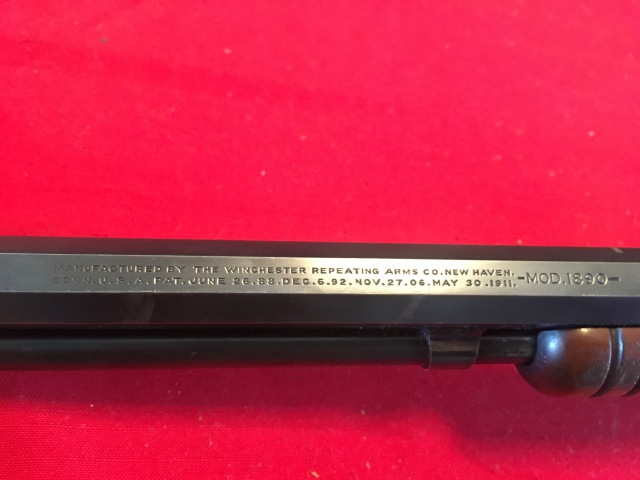 MANUFACTURED BY THE WINCHESTER REPEATING ARMS CO. NEW HAVEN.
CONN. U.S.A. PAT. JUNE 26.88. DEC. 6.92. NOV. 27.06. MAY 30.1911.
-MOD. 1890-